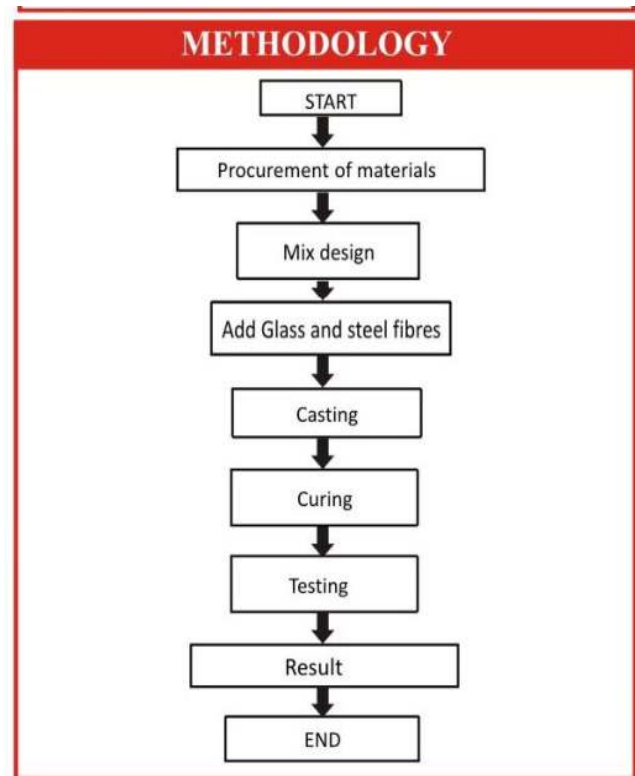 METHODOLOGY
START
Procurement of materials
Mix design
Add Glass and steel fibres
Casting
Curing
Testing
Result
END